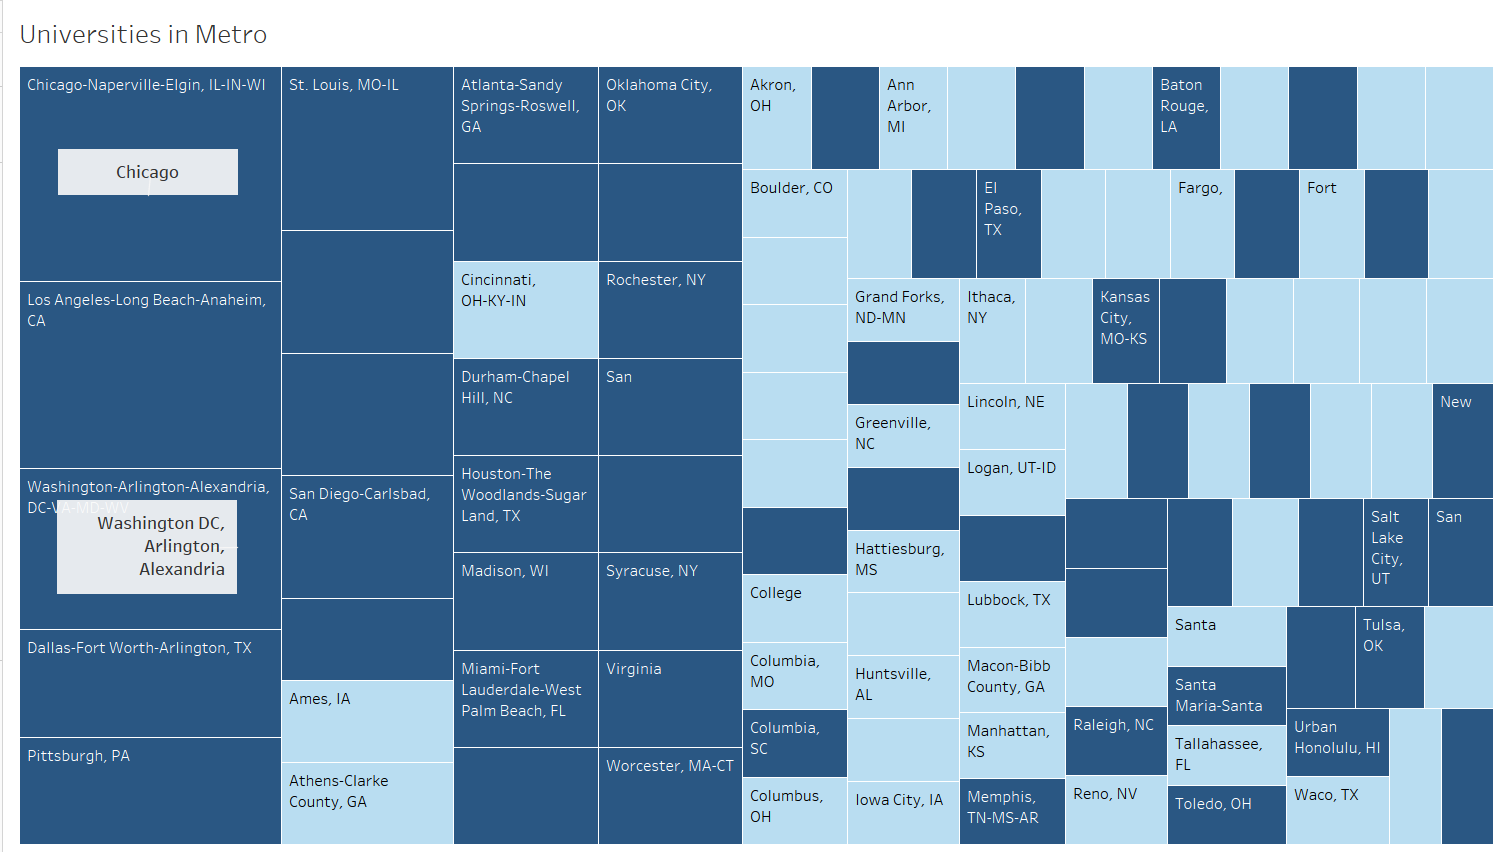 Universities in Metro
Chicago-Naperville-Elgin, IL-IN-WI
Chicago
Los Angeles-Long Beach-Anaheim,
CA
Washington-Arlington-Alexandria,
DC-VA-MD-WV
Washington DC,
Arlington,
Alexandria
Dallas-Fort Worth-Arlington, TX
Pittsburgh, PA
St. Louis, MO-IL
San Diego-Carlsbad,
CA
Ames, IA
Athens-Clarke
County, GA
Atlanta-Sandy
Springs-Roswell,
GA
Cincinnati,
OH-KY-IN
Durham-Chapel
Hill, NC
Houston-The
Woodlands-Sugar
Land, TX
Madison, WI
Miami-Fort
Lauderdale-West
Palm Beach, FL
Oklahoma City,
OK
Rochester, NY
San
Syracuse, NY
Virginia
Worcester, MA-CT
Akron,
OH
Ann
Arbor,
MI
Baton
Rouge,
LA
Boulder, CO
El
Paso,
TX
Fargo,
Fort
College
Columbia,
MO
Columbia,
SC
Columbus,
OH
Grand Forks,
ND-MN
Greenville,
NC
Hattiesburg,
MS
Huntsville,
AL
Iowa City, IA
Ithaca,
NY
Kansas
City,
MO-KS
Lincoln, NE
Logan, UT-ID
Lubbock, TX
Macon-Bibb
County, GA
Manhattan,
KS
Memphis,
TN-MS-AR
New
Raleigh, NC
Reno, NV
Salt
Lake
City,
UT
San
Santa
Santa
Maria-Santa
Tallahassee,
FL
Toledo, OH
Tulsa,
OK
Urban
Honolulu, HI
Waco, TX